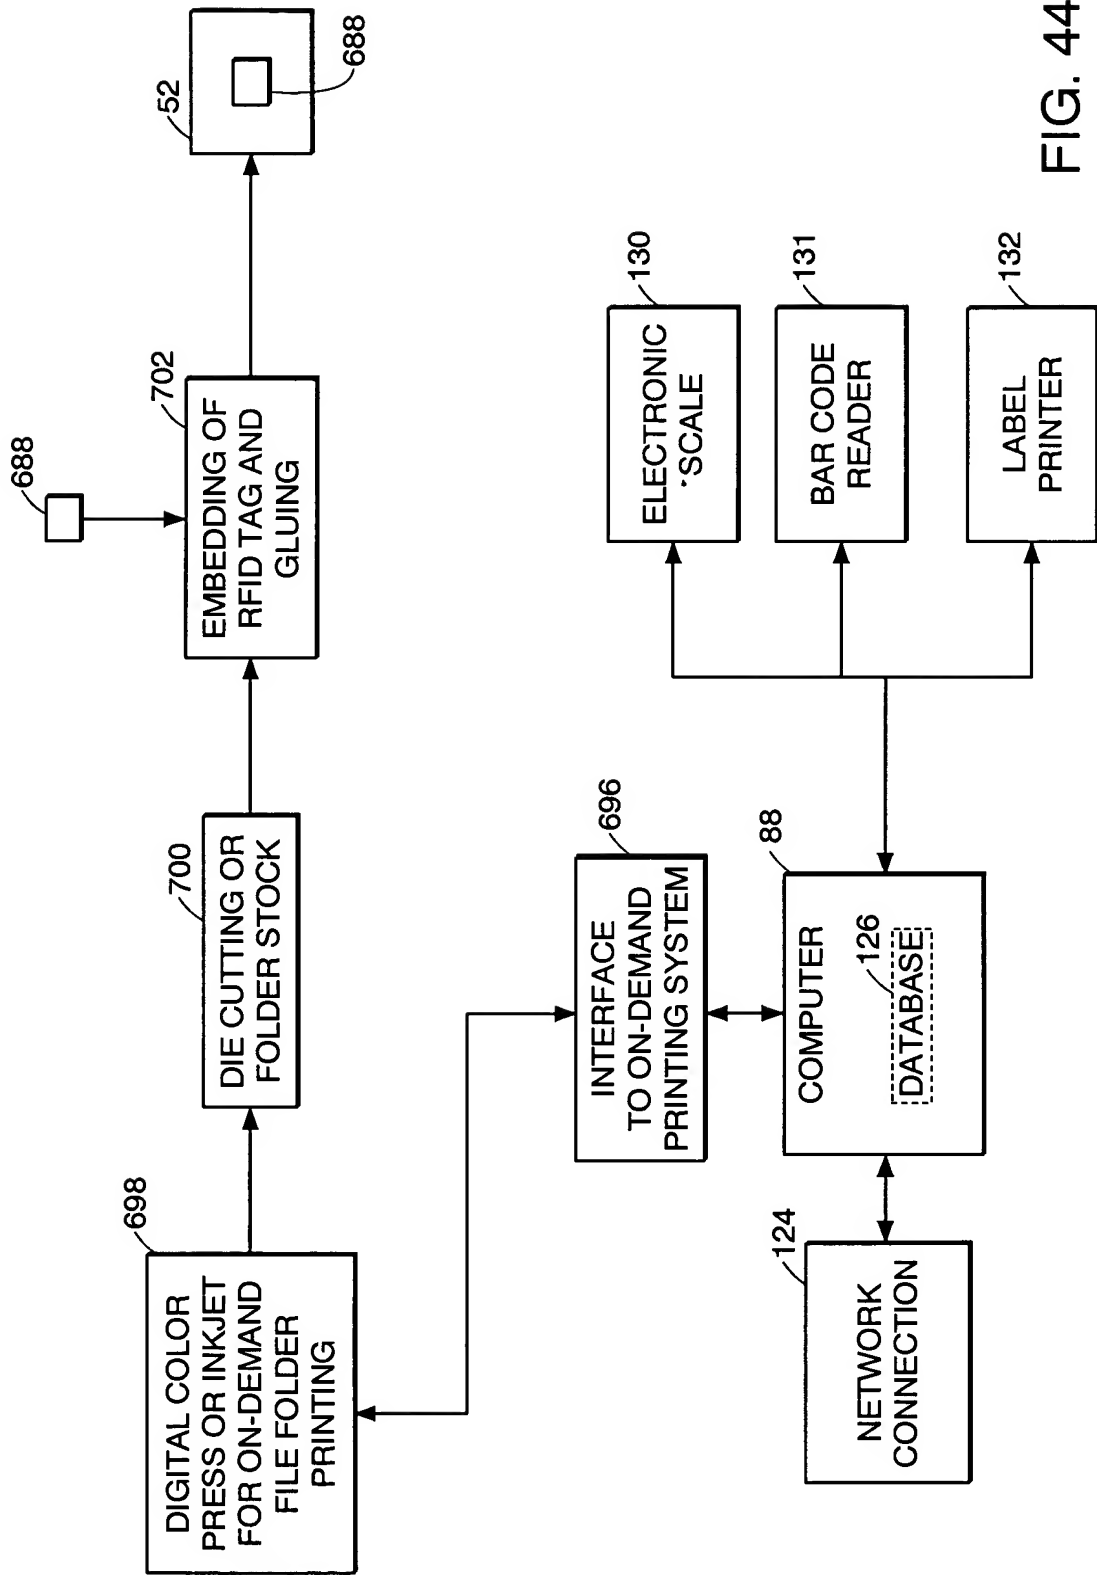 698
DIGITAL COLOR
PRESS OR INKJET
FOR ON-DEMAND
FILE FOLDER
PRINTING
700
DIE CUTTING OR
FOLDER STOCK
688
702
EMBEDDING OF
RFID TAG AND
GLUING
52
688
696
INTERFACE
TO ON-DEMAND
PRINTING SYSTEM
124
NETWORK
CONNECTION
88
COMPUTER
126
DATABASE
130
ELECTRONIC
SCALE
131
BAR CODE
READER
132
LABEL
PRINTER
FIG. 44